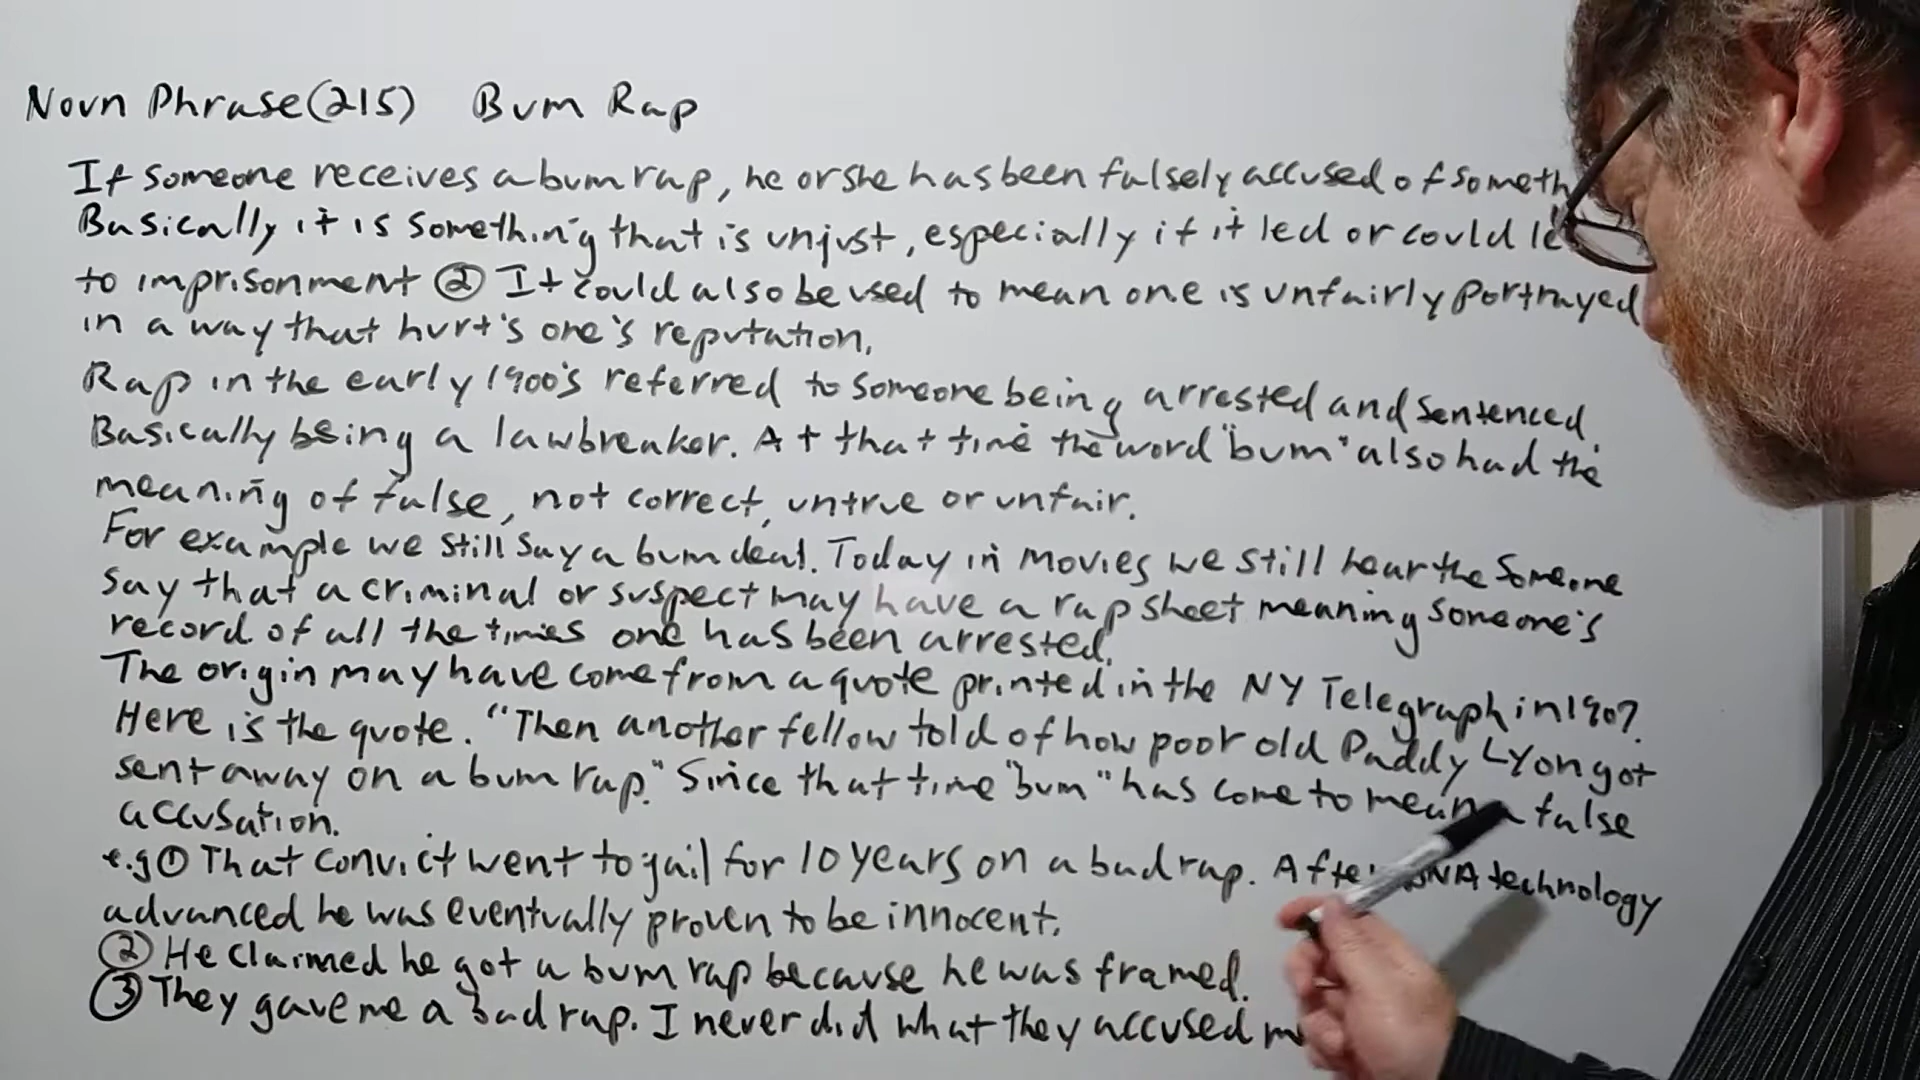 Noun Phrase(215) Bum Rap
If someone receives a bum rap, he or she has been falsely accused of someth
Basically it is something that is unjust, especially if it led or could le
to imprisonment ② It could also be used to mean one is unfairly portrayed
in a way that hurt's one's reputation.
Rap in the early 1900's referred to someone being arrested and sentenced.
Basically being a lawbreaker. At that time the word "bum" also had the
meaning of false, not correct, untrue or unfair.
For example we still say a bum deal. Today in movies we still hear the someone
say that a criminal or suspect may have a rap sheet meaning someone's
record of all the times one has been arrested.
The origin may have come from a quote printed in the NY Telegraph in 1907.
Here is the quote. "Then another fellow told of how poor old Paddy Lyon got
sent away on a bum rap." Since that time "bum" has come to mean a false
accusation.
e.g ① That convict went to jail for 10 years on a bad rap. After DNA technology
advanced he was eventually proven to be innocent.
② He claimed he got a bum rap because he was framed.
③ They gave me a bad rap. I never did what they accused m